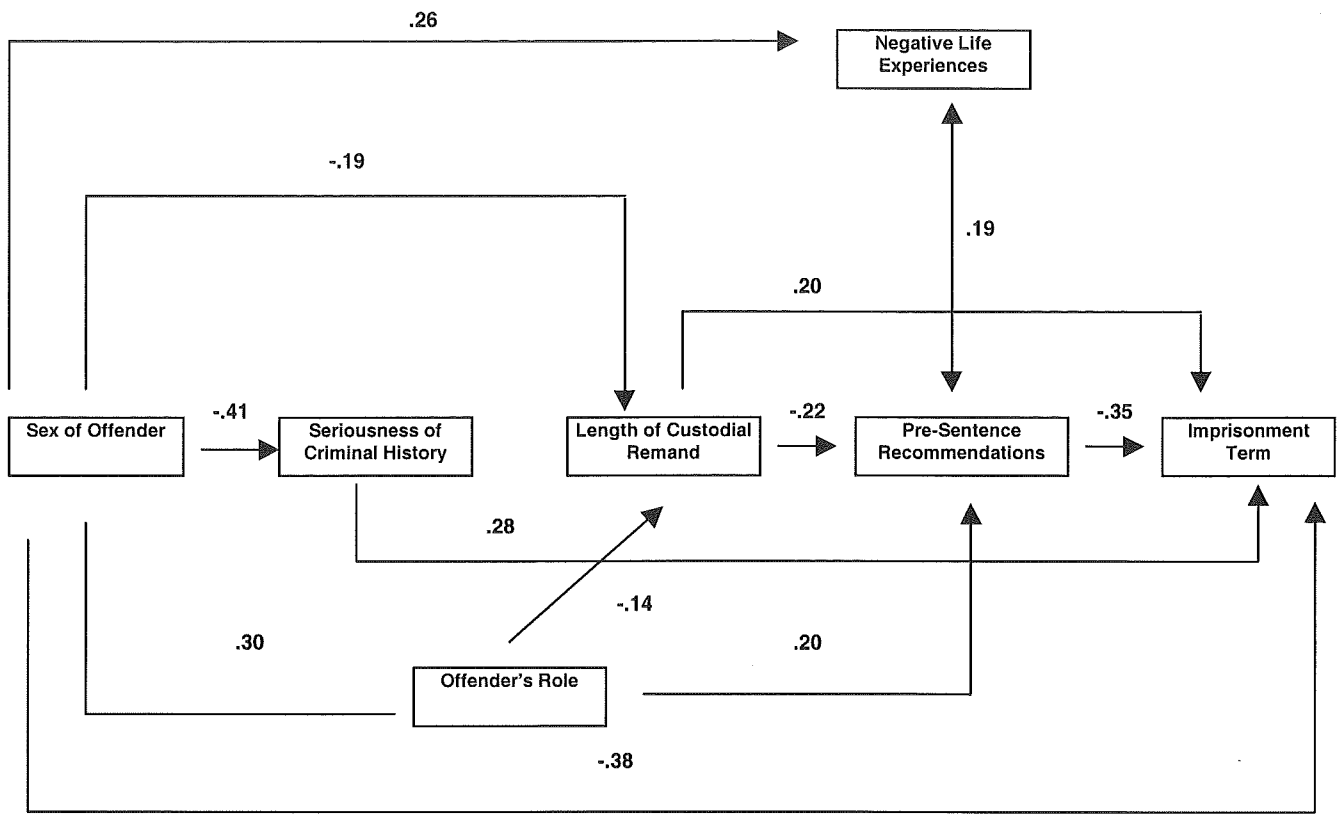 .26
Negative Life
Experiences
-.19
.19
.20
Sex of Offender
-.41
Seriousness of
Criminal History
Length of Custodial
Remand
-.22
Pre-Sentence
Recommendations
-.35
Imprisonment
Term
.28
-.14
.30
.20
Offender's Role
-.38